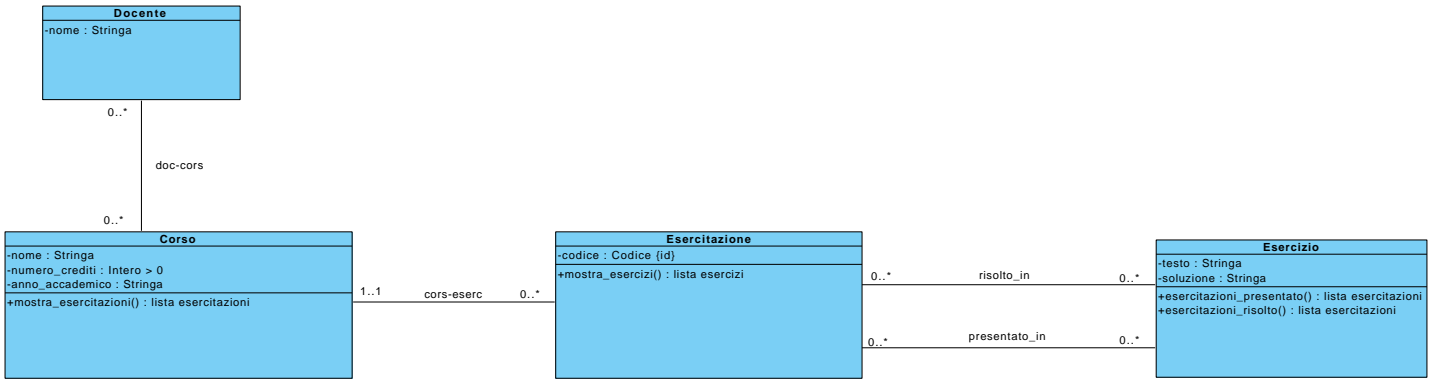 Docente
-nome : Stringa
0..*
doc-cors
0..*
Corso
-nome : Stringa
-numero_crediti : Intero > 0
-anno_accademico : Stringa
+mostra_esercitazioni() : lista esercitazioni
1..1
cors-eserc
0..*
Esercitazione
-codice : Codice {id}
+mostra_esercizi() : lista esercizi
0..*
risolto_in
0..*
0..*
presentato_in
0..*
Esercizio
-testo : Stringa
-soluzione : Stringa
+esercitazioni_presentato() : lista esercitazioni
+esercitazioni_risolto() : lista esercitazioni